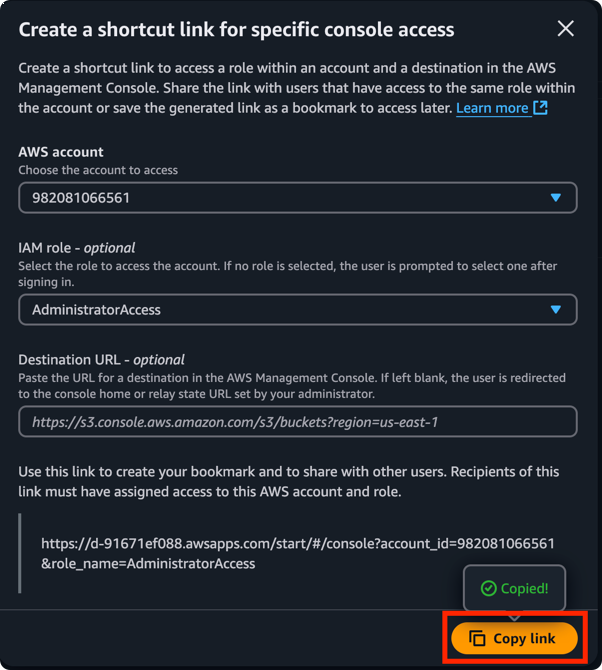 Create a shortcut link for specific console access
Create a shortcut link to access a role within an account and a destination in the AWS
Management Console. Share the link with users that have access to the same role within
the account or save the generated link as a bookmark to access later. Learn more
AWS account
Choose the account to access
982081066561
IAM role - optional
Select the role to access the account. If no role is selected, the user is prompted to select one after
signing in.
AdministratorAccess
Destination URL - optional
Paste the URL for a destination in the AWS Management Console. If left blank, the user is redirected
to the console home or relay state URL set by your administrator.
https://s3.console.aws.amazon.com/s3/buckets?region=us-east-1
Use this link to create your bookmark and to share with other users. Recipients of this
link must have assigned access to this AWS account and role.
https://d-91671ef088.awsapps.com/start/#/console?account_id=982081066561
&role_name=AdministratorAccess
Copied!
Copy link